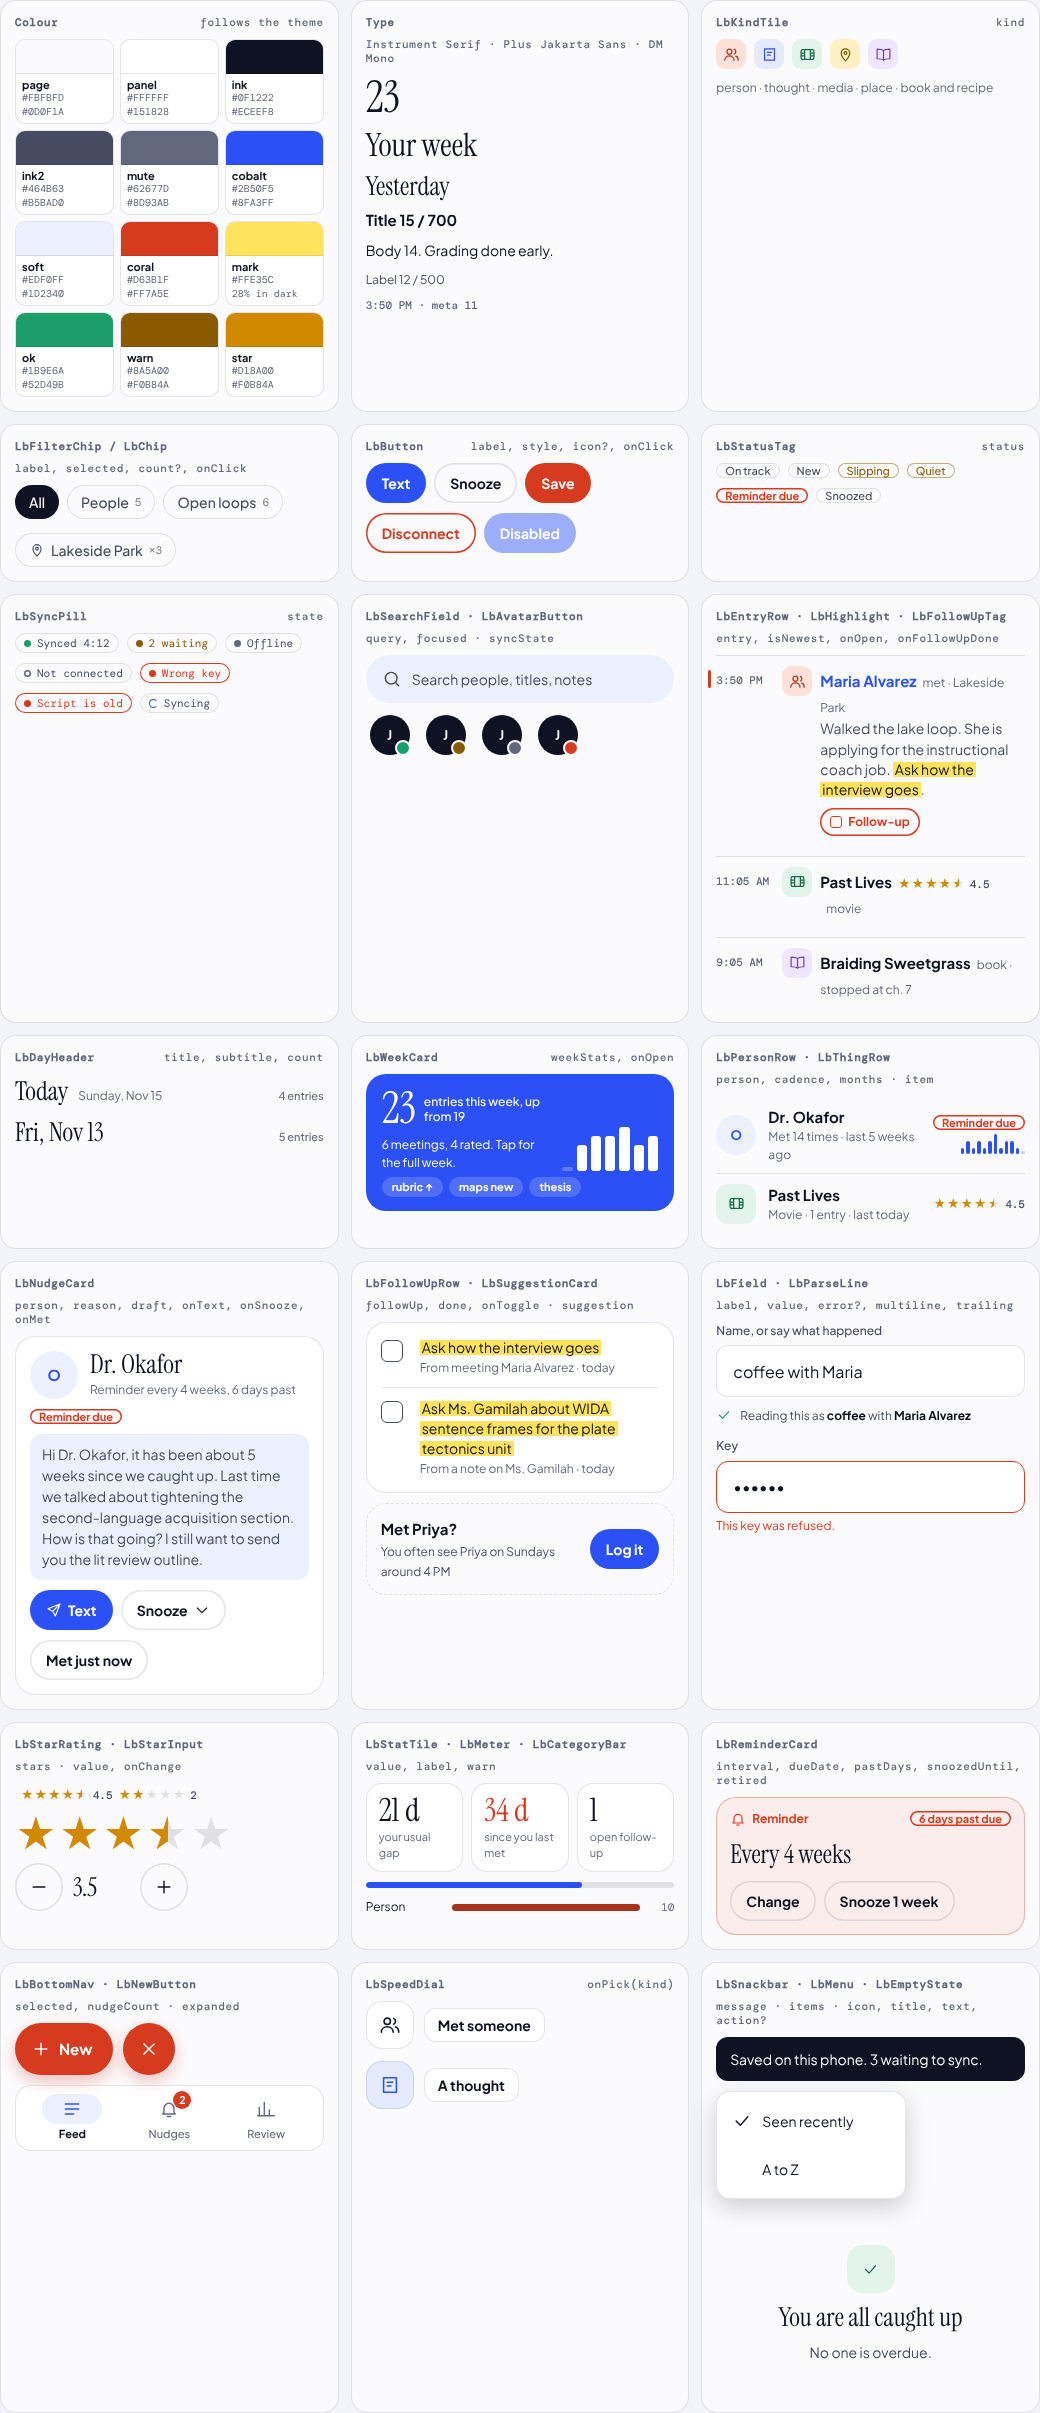 Colour follows the theme
page
#FBFBFD
#0D0F1A
panel
#FFFFFF
#151828
ink
#0F1222
#ECEEF8
ink2
#464B63
#B5BAD0
mute
#62677D
#8D93AB
cobalt
#2B50F5
#8FA3FF
soft
#EDF0FF
#1D2340
coral
#D63B1F
#FF7A5E
mark
#FFE35C
28% in dark
ok
#1B9E6A
#52D49B
warn
#8A5A00
#F0B84A
star
#D18A00
#F0B84A
Type
Instrument Serif · Plus Jakarta Sans · DM
Mono
23
Your week
Yesterday
Title 15 / 700
Body 14. Grading done early.
Label 12 / 500
3:50 PM · meta 11
LbKindTile kind
person · thought · media · place · book and recipe
LbFilterChip / LbChip
label, selected, count?, onClick
All People 5 Open loops 6
Lakeside Park ×3
LbButton label, style, icon?, onClick
Text Snooze Save
Disconnect Disabled
LbStatusTag status
On track New Slipping Quiet
Reminder due Snoozed
LbSyncPill state
Synced 4:12 2 waiting Offline
Not connected Wrong key
Script is old Syncing
LbSearchField · LbAvatarButton
query, focused · syncState
Search people, titles, notes
J J J J
LbEntryRow · LbHighlight · LbFollowUpTag
entry, isNewest, onOpen, onFollowUpDone
3:50 PM Maria Alvarez met · Lakeside
Park
Walked the lake loop. She is
applying for the instructional
coach job. Ask how the
interview goes.
Follow-up
11:05 AM Past Lives ★★★★★ 4.5
movie
9:05 AM Braiding Sweetgrass book ·
stopped at ch. 7
LbDayHeader title, subtitle, count
Today Sunday, Nov 15 4 entries
Fri, Nov 13 5 entries
LbWeekCard weekStats, onOpen
23 entries this week, up
from 19
6 meetings, 4 rated. Tap for
the full week.
rubric ↑ maps new thesis
LbPersonRow · LbThingRow
person, cadence, months · item
O Dr. Okafor Reminder due
Met 14 times · last 5 weeks
ago
Past Lives
Movie · 1 entry · last today ★★★★★ 4.5
LbNudgeCard
person, reason, draft, onText, onSnooze,
onMet
O Dr. Okafor
Reminder every 4 weeks, 6 days past
Reminder due
Hi Dr. Okafor, it has been about 5
weeks since we caught up. Last time
we talked about tightening the
second-language acquisition section.
How is that going? I still want to send
you the lit review outline.
Text Snooze
Met just now
LbFollowUpRow · LbSuggestionCard
followUp, done, onToggle · suggestion
Ask how the interview goes
From meeting Maria Alvarez · today
Ask Ms. Gamilah about WIDA
sentence frames for the plate
tectonics unit
From a note on Ms. Gamilah · today
Met Priya?
You often see Priya on Sundays
around 4 PM
Log it
LbField · LbParseLine
label, value, error?, multiline, trailing
Name, or say what happened
coffee with Maria
Reading this as coffee with Maria Alvarez
Key
••••••
This key was refused.
LbStarRating · LbStarInput
stars · value, onChange
★★★★★ 4.5 ★★★★★ 2
★★★★★
− 3.5 +
LbStatTile · LbMeter · LbCategoryBar
value, label, warn
21 d
your usual
gap
34 d
since you last
met
1
open follow-
up
Person 10
LbReminderCard
interval, dueDate, pastDays, snoozedUntil,
retired
Reminder 6 days past due
Every 4 weeks
Change Snooze 1 week
LbBottomNav · LbNewButton
selected, nudgeCount · expanded
+ New ×
2
Feed Nudges Review
LbSpeedDial onPick(kind)
Met someone
A thought
LbSnackbar · LbMenu · LbEmptyState
message · items · icon, title, text,
action?
Saved on this phone. 3 waiting to sync.
Seen recently
A to Z
You are all caught up
No one is overdue.